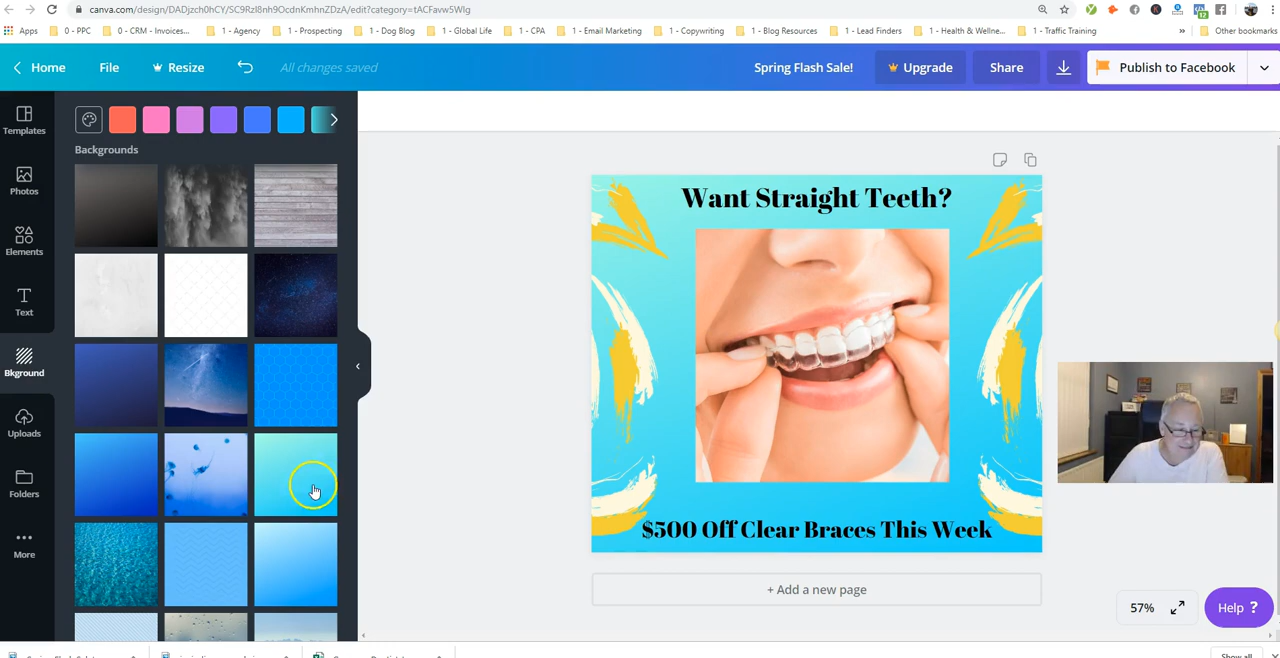 canva.com/design/DADjzch0hCY/SC9RzI8nh9OcdnKmhnZDzA/edit?category=tACFavw5WIg
12
Apps 0 - PPC 0 - CRM - Invoices... 1 - Agency 1 - Prospecting 1 - Dog Blog 1 - Global Life 1 - CPA 1 - Email Marketing 1 - Copywriting 1 - Blog Resources 1 - Lead Finders 1 - Health & Wellne... 1 - Traffic Training » Other bookmarks
Home File Resize All changes saved Spring Flash Sale! Upgrade Share Publish to Facebook
Templates
Photos
Elements
Text
Bkground
Uploads
Folders
More
Backgrounds
Want Straight Teeth?
$500 Off Clear Braces This Week
+ Add a new page
57% Help ?
Show all